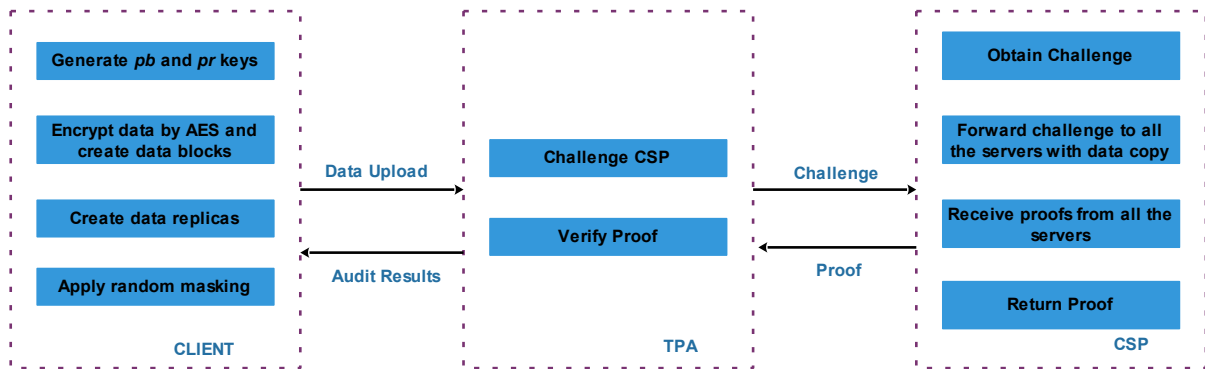 Generate pb and pr keys
Encrypt data by AES and
create data blocks
Create data replicas
Apply random masking
CLIENT
Data Upload
Audit Results
Challenge CSP
Verify Proof
TPA
Challenge
Proof
Obtain Challenge
Forward challenge to all
the servers with data copy
Receive proofs from all the
servers
Return Proof
CSP